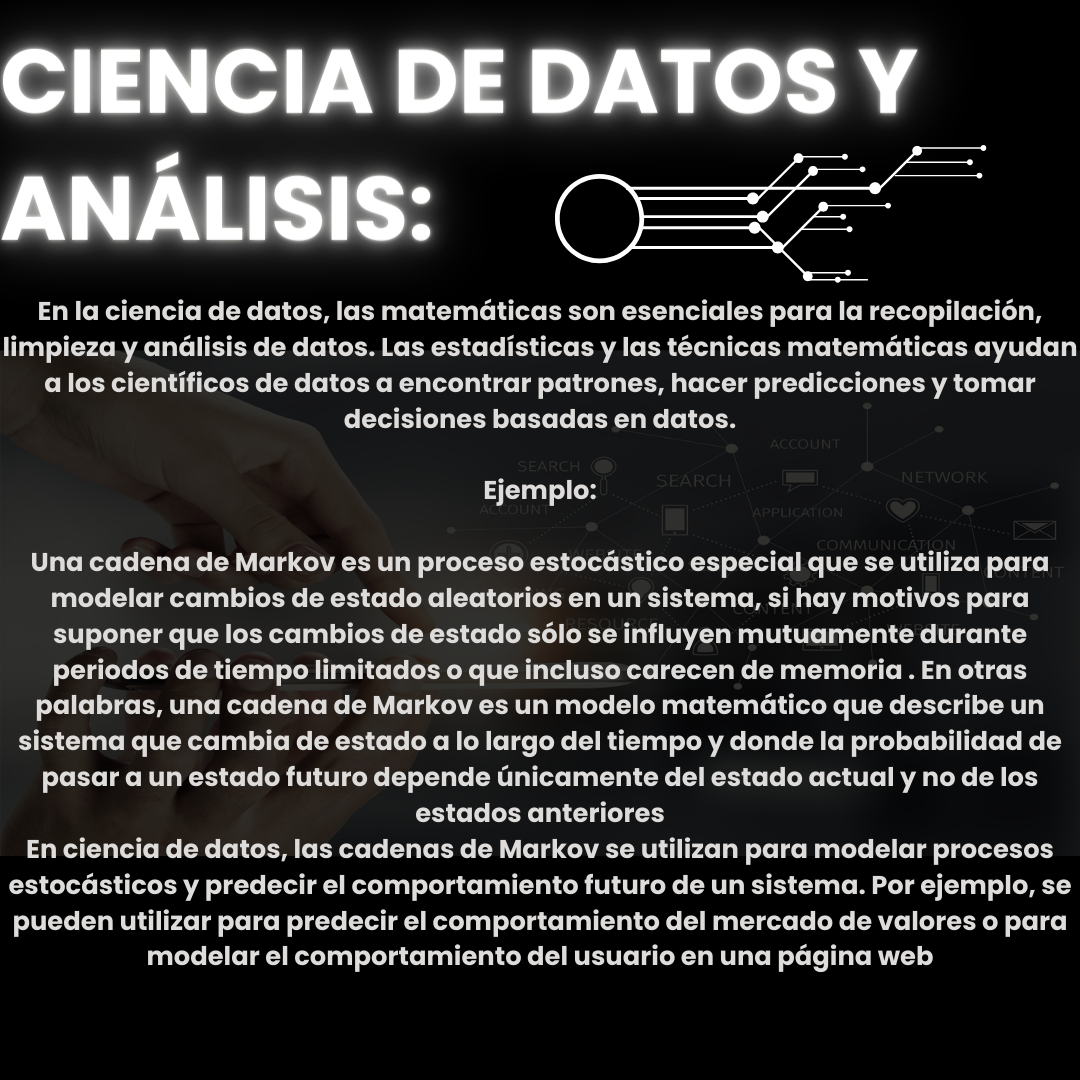 CIENCIA DE DATOS Y
ANÁLISIS:
En la ciencia de datos, las matemáticas son esenciales para la recopilación,
limpieza y análisis de datos. Las estadísticas y las técnicas matemáticas ayudan
a los científicos de datos a encontrar patrones, hacer predicciones y tomar
decisiones basadas en datos.
ACCOUNT
SEARCH
SEARCH
NETWORK
Ejemplo:
ACCOUNT
APPLICATION
COMMUNICATION
WEBSITE
CONTENT
CONTENT
RESOURCE
WEBSITE
Una cadena de Markov es un proceso estocástico especial que se utiliza para
modelar cambios de estado aleatorios en un sistema, si hay motivos para
suponer que los cambios de estado sólo se influyen mutuamente durante
periodos de tiempo limitados o que incluso carecen de memoria . En otras
palabras, una cadena de Markov es un modelo matemático que describe un
sistema que cambia de estado a lo largo del tiempo y donde la probabilidad de
pasar a un estado futuro depende únicamente del estado actual y no de los
estados anteriores
En ciencia de datos, las cadenas de Markov se utilizan para modelar procesos
estocásticos y predecir el comportamiento futuro de un sistema. Por ejemplo, se
pueden utilizar para predecir el comportamiento del mercado de valores o para
modelar el comportamiento del usuario en una página web